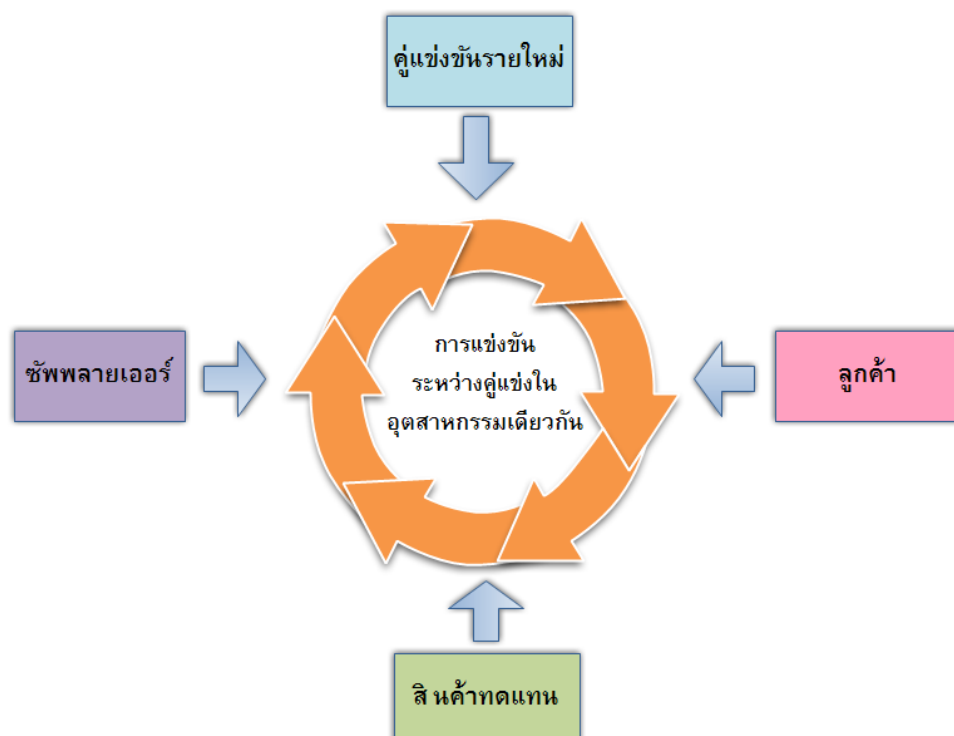 คู่แข่งขันรายใหม่
ซัพพลายเออร์
การแข่งขัน
ระหว่างคู่แข่งใน
อุตสาหกรรมเดียวกัน
ลูกค้า
สินค้าทดแทน